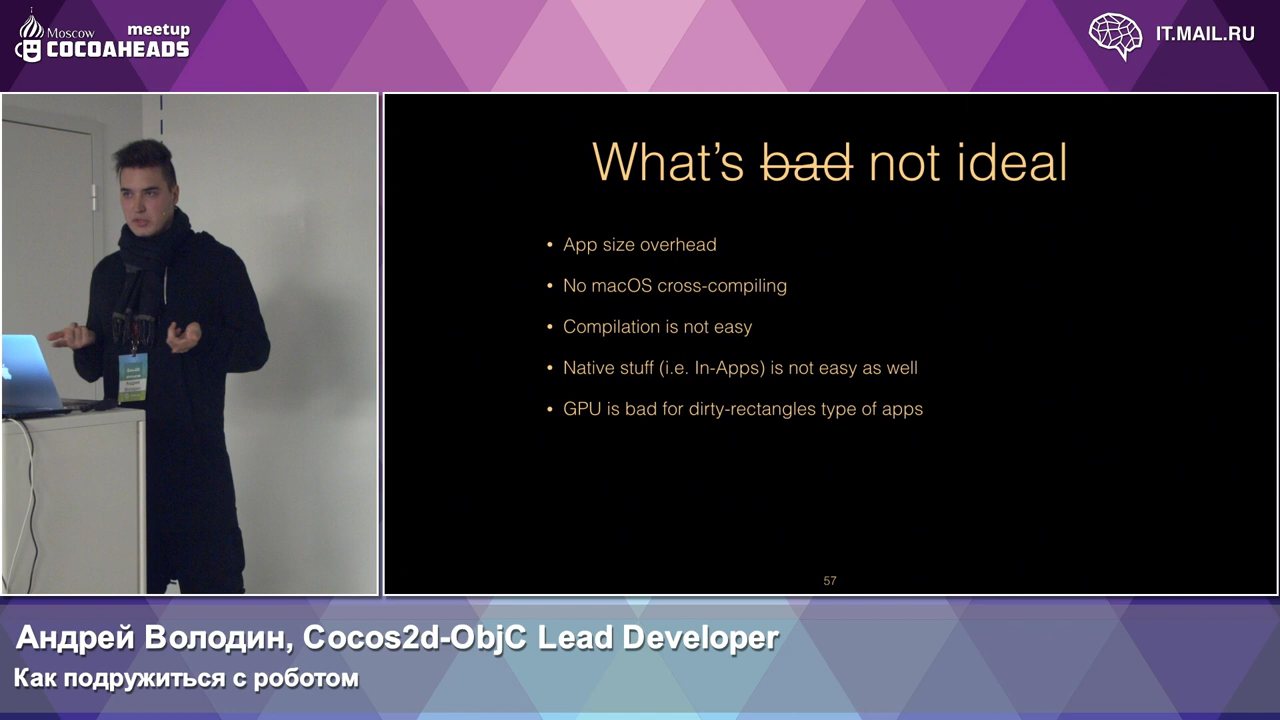 Moscow meetup
COCOAHEADS
IT.MAIL.RU
What's bad not ideal
• App size overhead
• No macOS cross-compiling
• Compilation is not easy
• Native stuff (i.e. In-Apps) is not easy as well
• GPU is bad for dirty-rectangles type of apps
57
Андрей Володин, Cocos2d-ObjC Lead Developer
Как подружиться с роботом